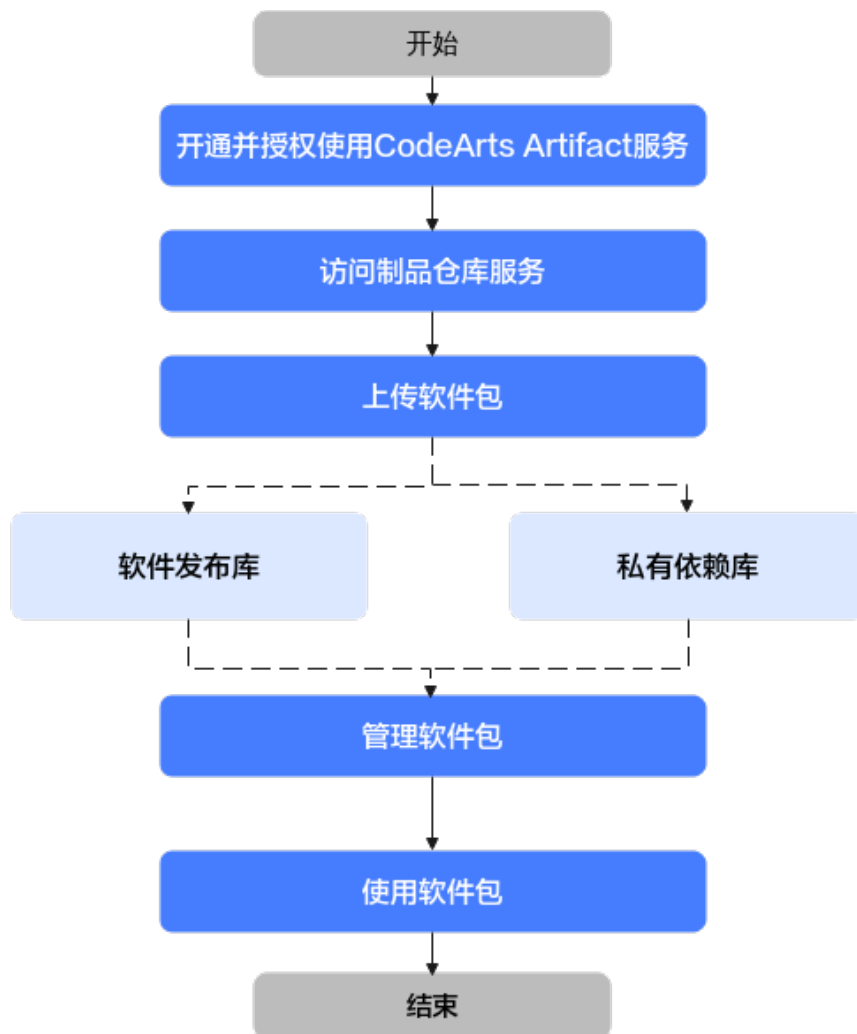 开始
开通并授权使用CodeArts Artifact服务
访问制品仓库服务
上传软件包
软件发布库
私有依赖库
管理软件包
使用软件包
结束